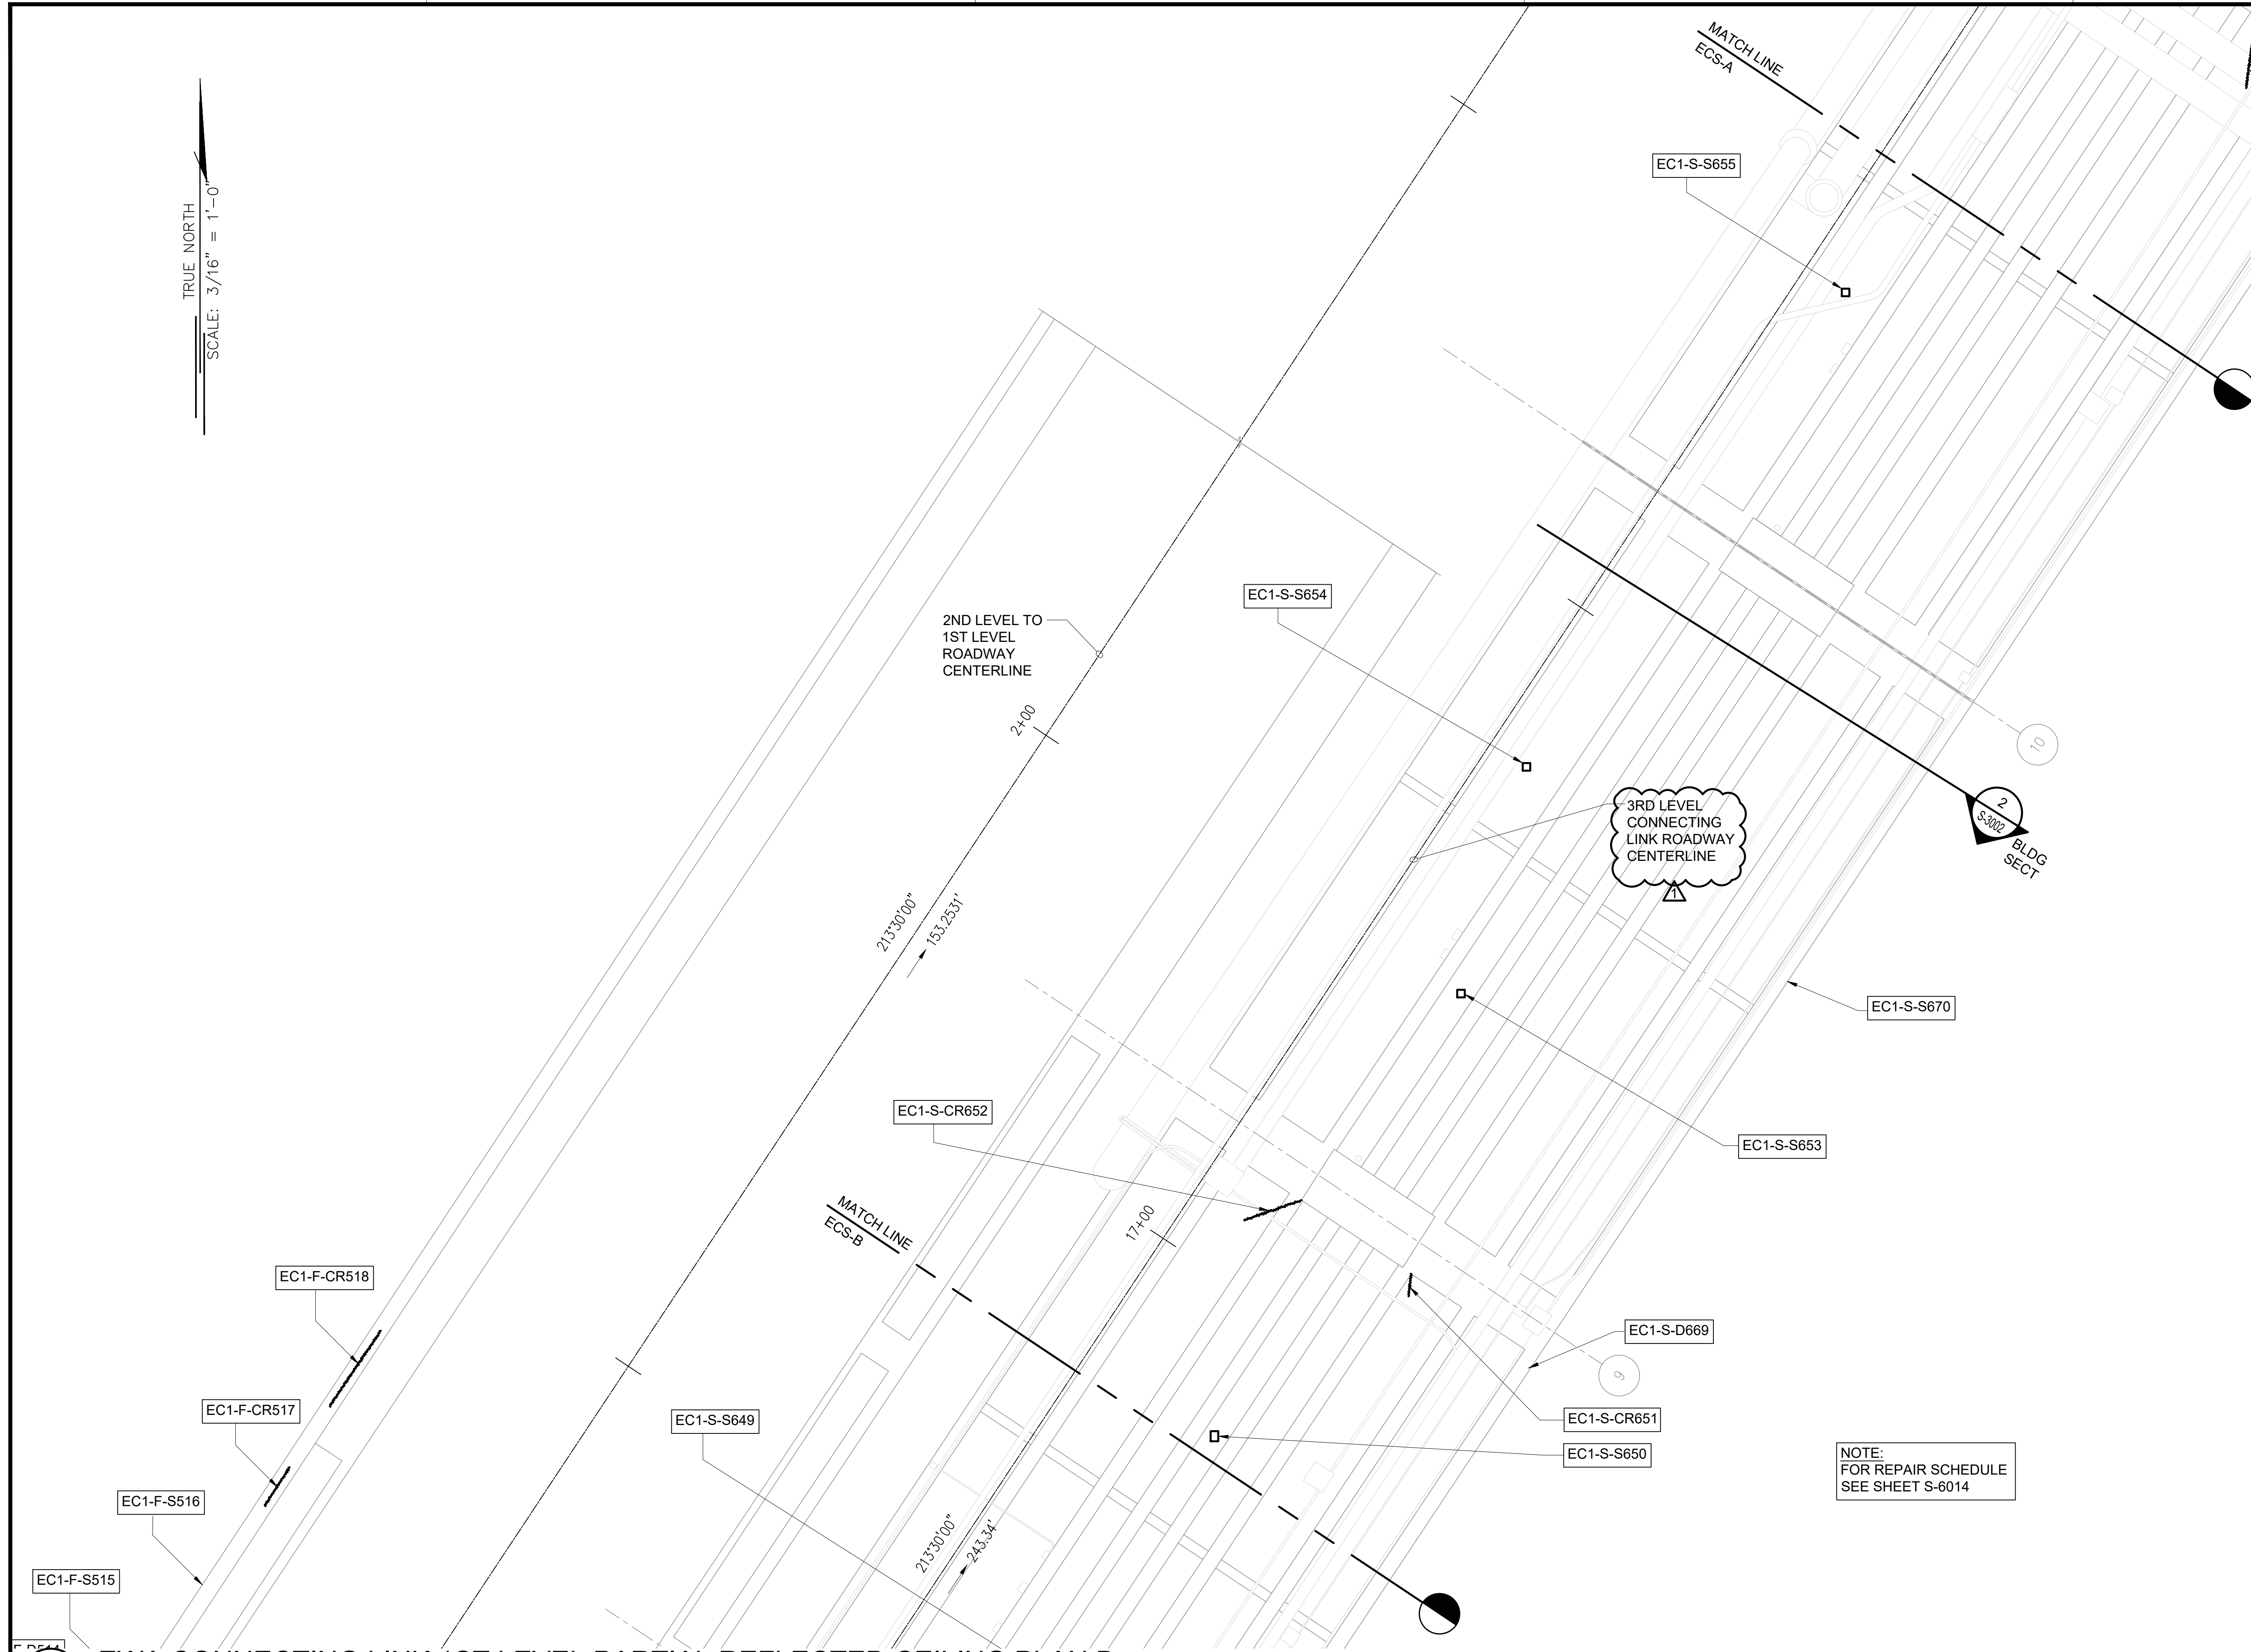 MATCH LINE
ECS-A
EC1-S-S655
TRUE NORTH
SCALE: 3/16" = 1'-0"
EC1-S-S654
2ND LEVEL TO
1ST LEVEL
ROADWAY
CENTERLINE
2+00
10
3RD LEVEL
CONNECTING
LINK ROADWAY
CENTERLINE
1
2
S-3002
BLDG
SECT
213°30'00"
153.2531'
EC1-S-S670
EC1-S-CR652
EC1-S-S653
MATCH LINE
ECS-B
17+00
EC1-F-CR518
EC1-S-D669
9
EC1-F-CR517
EC1-S-S649
EC1-S-CR651
EC1-S-S650
NOTE:
FOR REPAIR SCHEDULE
SEE SHEET S-6014
EC1-F-S516
213°30'00"
243.34'
EC1-F-S515